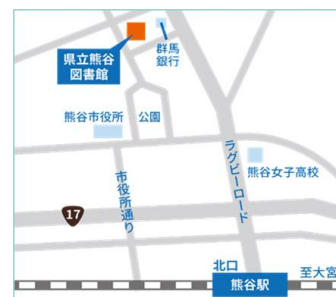 県立熊谷
図書館
群馬
銀行
熊谷市役所
公園
ラグビーロード
熊谷女子高校
市役所通り
17
北口
熊谷駅
至大宮